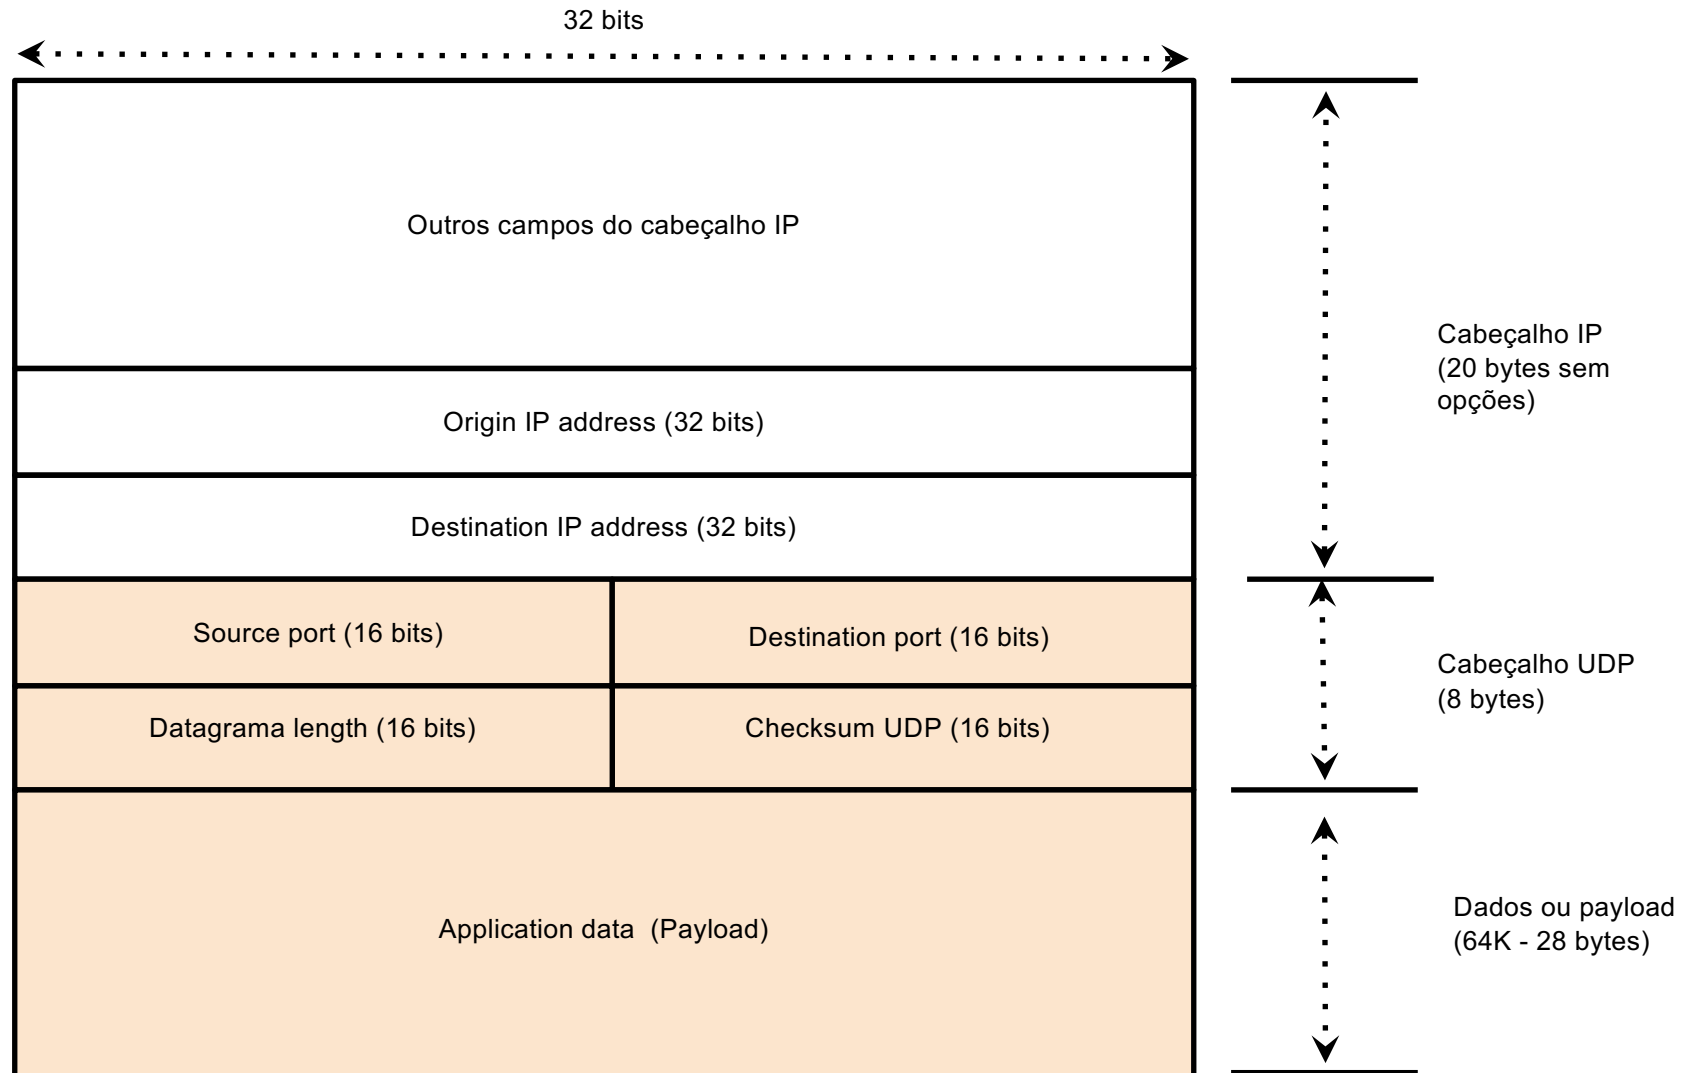 32 bits
Outros campos do cabeçalho IP
Cabeçalho IP
(20 bytes sem
opções)
Origin IP address (32 bits)
Destination IP address (32 bits)
Source port (16 bits)
Destination port (16 bits)
Cabeçalho UDP
(8 bytes)
Datagrama length (16 bits)
Checksum UDP (16 bits)
Application data  (Payload)
Dados ou payload
(64K - 28 bytes)